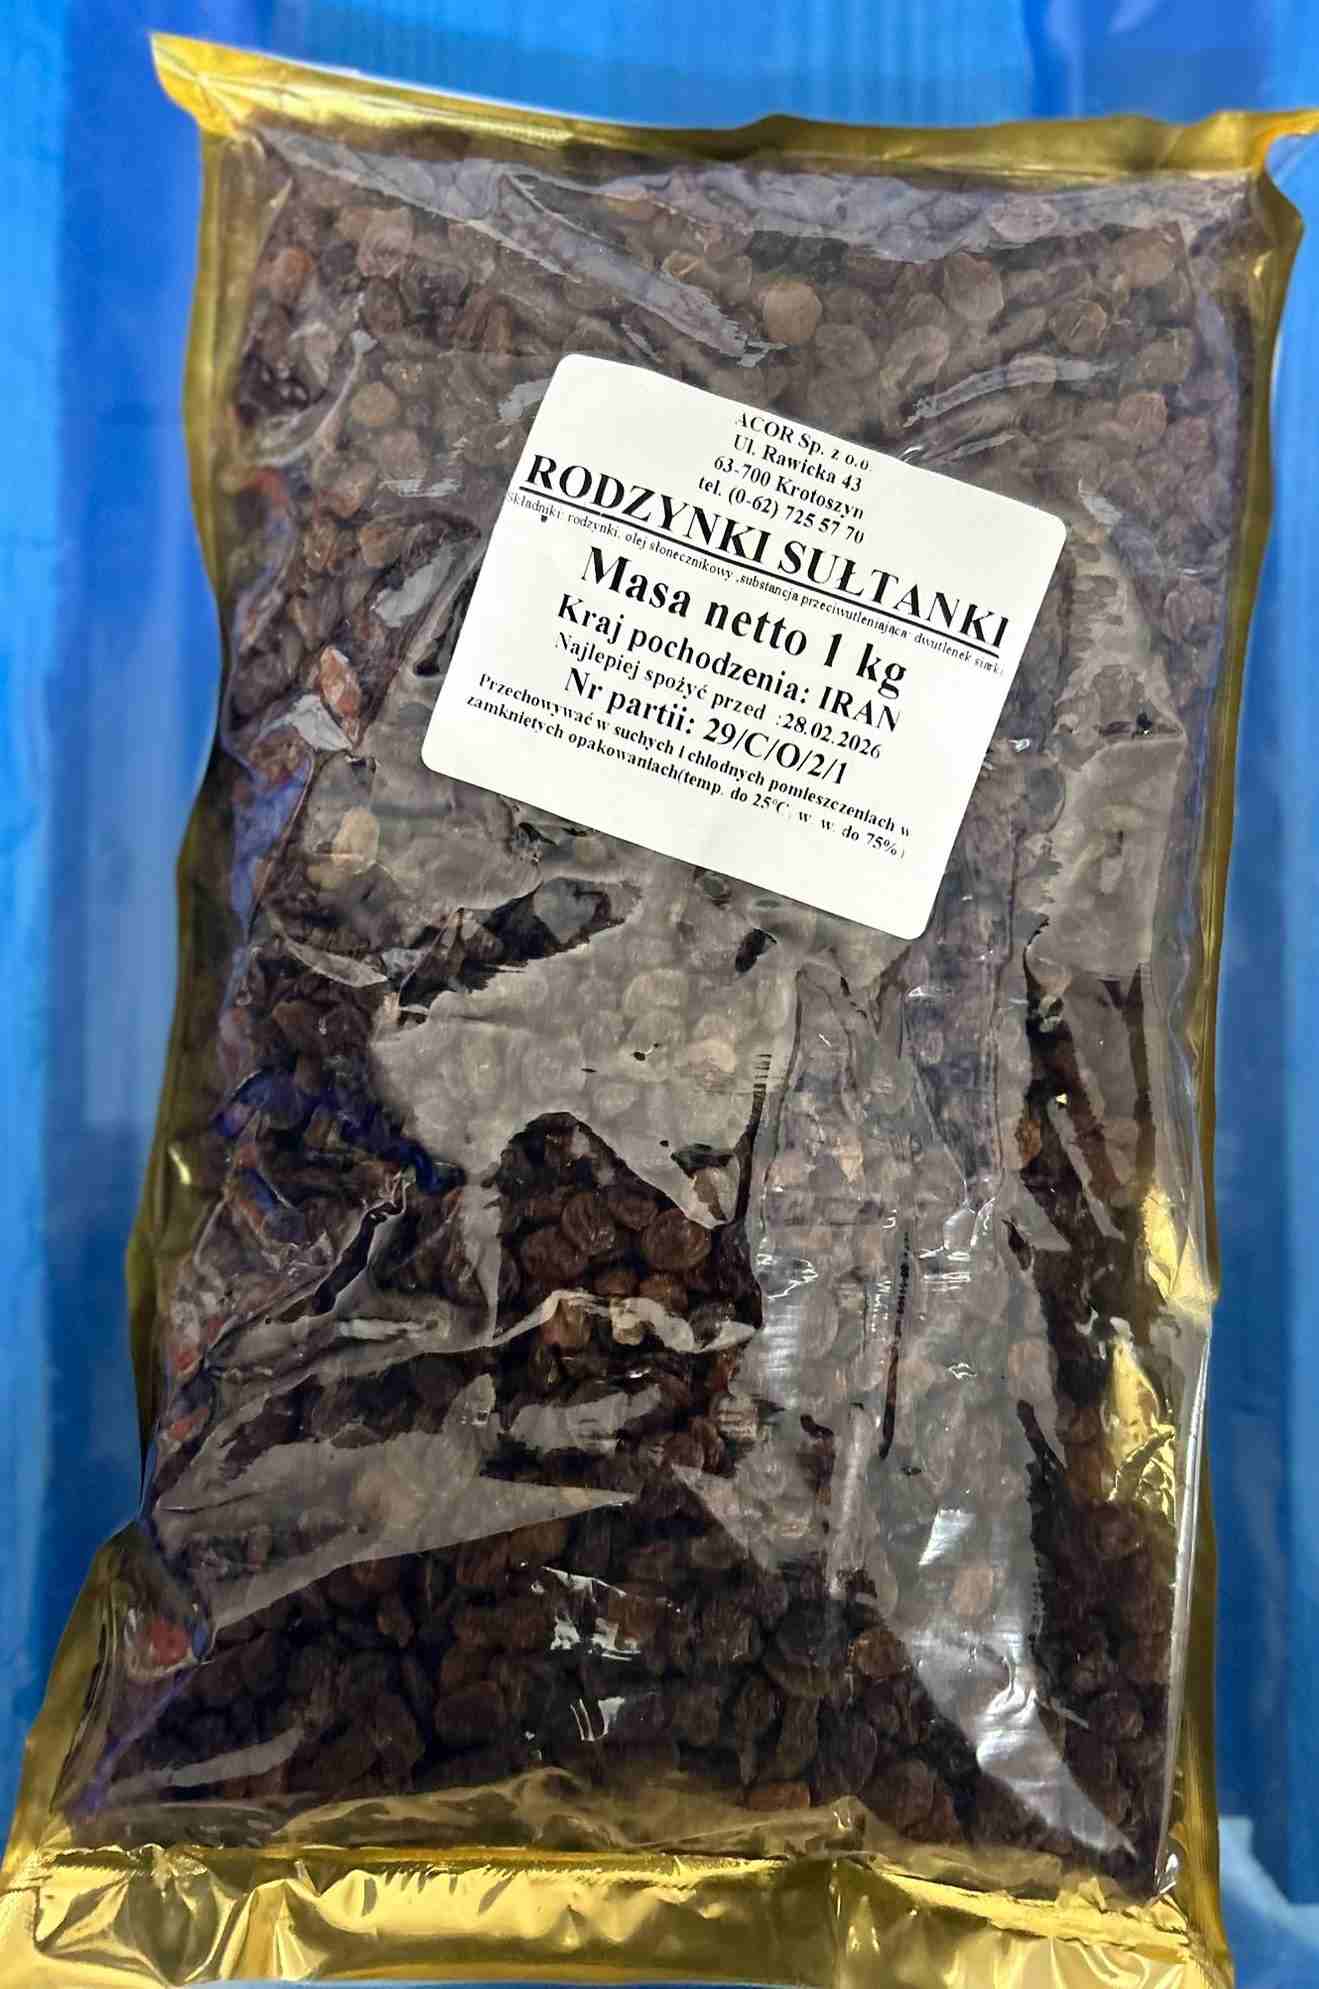 ACOR Sp. z o.o.
Ul. Rawicka 43
63-700 Krotoszyn
tel. (0-62) 725 57 70
RODZYNKI SUŁTANKI
Składniki: rodzynki, olej słonecznikowy ,substancja przeciwutleniająca: dwutlenek siarki
Masa netto 1 kg
Kraj pochodzenia: IRAN
Najlepiej spożyć przed :28.02.2026
Nr partii: 29/C/O/2/1
Przechowywać w suchych i chłodnych pomieszczeniach w
zamkniętych opakowaniach(temp. do 25°C, w. w. do 75%)